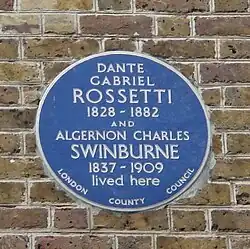 DANTE
GABRIEL
ROSSETTI
1828-1882
AND
ALGERNON CHARLES
SWINBURNE
1837-1909
lived here
LONDON COUNTY COUNCIL